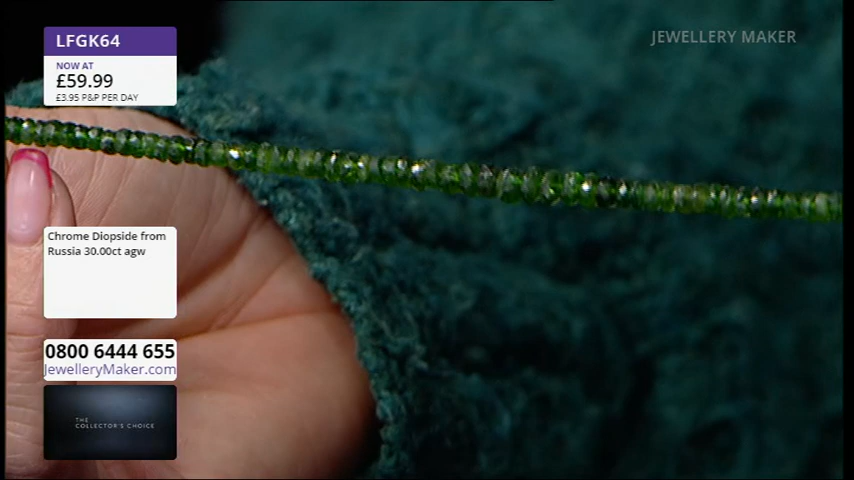 LFGK64
NOW AT
£59.99
£3.95 P&P PER DAY
JEWELLERY MAKER
Chrome Diopside from
Russia 30.00ct agw
0800 6444 655
JewelleryMaker.com
THE
COLLECTOR'S CHOICE